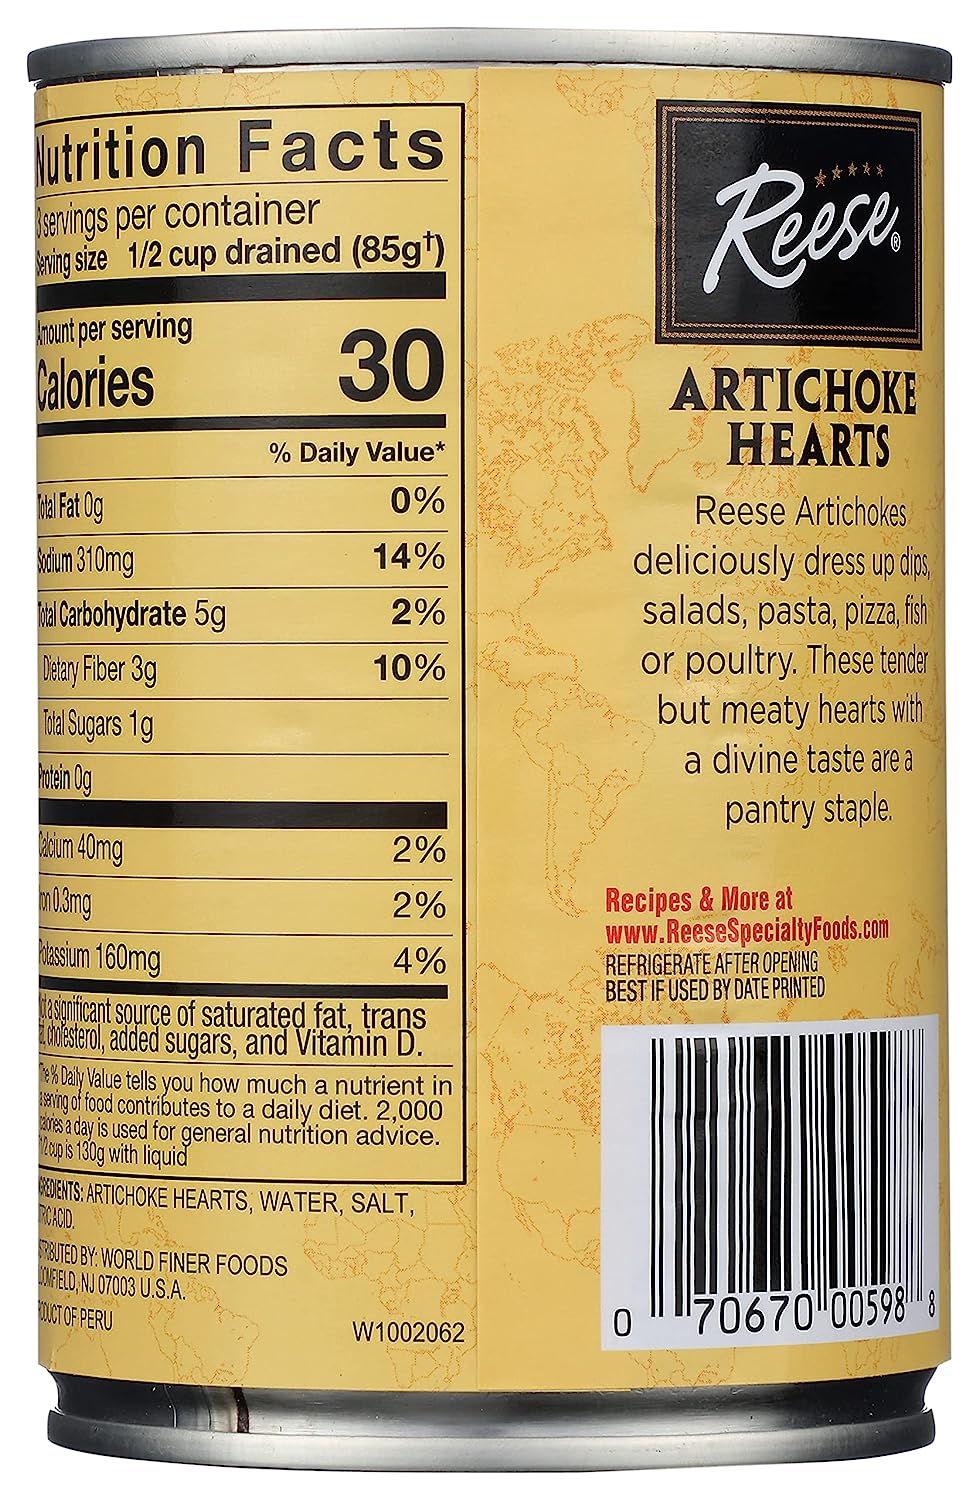 Nutrition Facts
3 servings per container
Serving size 1/2 cup drained (85g†)
Amount per serving
Calories 30
% Daily Value*
Total Fat 0g 0%
Sodium 310mg 14%
Total Carbohydrate 5g 2%
Dietary Fiber 3g 10%
Total Sugars 1g
Protein 0g
Calcium 40mg 2%
Iron 0.3mg 2%
Potassium 160mg 4%
a significant source of saturated fat, trans
cholesterol, added sugars, and Vitamin D.
The % Daily Value tells you how much a nutrient in
a serving of food contributes to a daily diet. 2,000
calories a day is used for general nutrition advice.
1/2 cup is 130g with liquid
INGREDIENTS: ARTICHOKE HEARTS, WATER, SALT,
CITRIC ACID.
DISTRIBUTED BY: WORLD FINER FOODS
BLOOMFIELD, NJ 07003 U.S.A.
PRODUCT OF PERU
W1002062
Reese®
ARTICHOKE
HEARTS
Reese Artichokes
deliciously dress up dips,
salads, pasta, pizza, fish
or poultry. These tender
but meaty hearts with
a divine taste are a
pantry staple.
Recipes & More at
www.ReeseSpecialtyFoods.com
REFRIGERATE AFTER OPENING
BEST IF USED BY DATE PRINTED
0 70670 00598 8